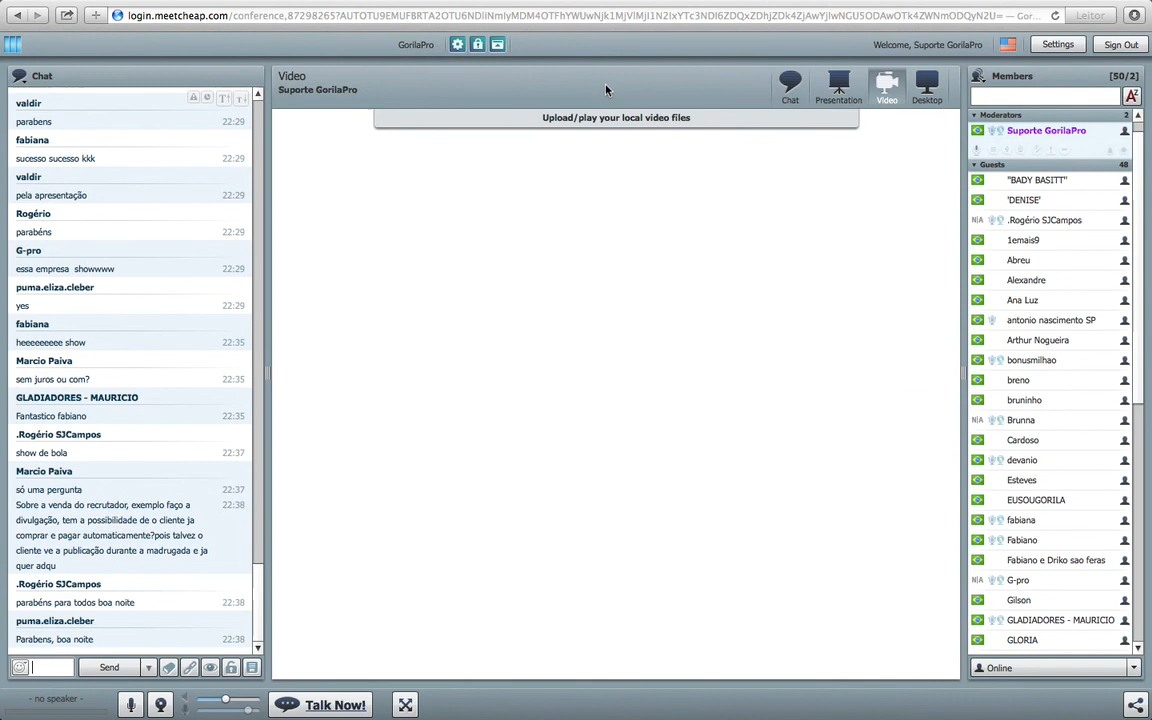 login.meetcheap.com/conference,87298265?AUTOTU9EMUFBRTA2OTU6NDliNmIyMDM4OTFhYWUwNjk1MjVlMjI1N2IxYTc3NDI6ZDQxZDhjZDk4ZjAwYjIwNGU5ODAwOTk4ZWNmODQyN2U= — Gor...
Leitor
GorilaPro
Welcome, Suporte GorilaPro
Settings
Sign Out
Chat
valdir
parabens 22:29
fabiana
sucesso sucesso kkk 22:29
valdir
pela apresentação 22:29
Rogério
parabéns 22:29
G-pro
essa empresa showwww 22:29
puma.eliza.cleber
yes 22:29
fabiana
heeeeeeeee show 22:35
Marcio Paiva
sem juros ou com? 22:35
GLADIADORES - MAURICIO
Fantastico fabiano 22:35
.Rogério SJCampos
show de bola 22:37
Marcio Paiva
só uma pergunta 22:37
Sobre a venda do recrutador, exemplo faço a 22:38
divulgação, tem a possibilidade de o cliente ja
comprar e pagar automaticamente?pois talvez o
cliente ve a publicação durante a madrugada e ja
quer adqu
.Rogério SJCampos
parabéns para todos boa noite 22:38
puma.eliza.cleber
Parabens, boa noite 22:38
Send
- no speaker -
Talk Now!
Video
Suporte GorilaPro
Chat
Presentation
Video
Desktop
Upload/play your local video files
Members [50/2]
AZ
Moderators 2
Suporte GorilaPro
Guests 48
"BADY BASITT"
'DENISE'
N|A .Rogério SJCampos
1emais9
Abreu
Alexandre
Ana Luz
antonio nascimento SP
Arthur Nogueira
bonusmilhao
breno
bruninho
N|A Brunna
Cardoso
devanio
Esteves
EUSOUGORILA
fabiana
Fabiano
Fabiano e Driko sao feras
N|A G-pro
Gilson
GLADIADORES - MAURICIO
GLORIA
Online